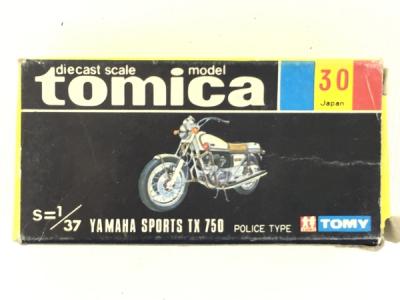 diecast scale model
tomica
30
Japan
S=1/37 YAMAHA SPORTS TX 750 POLICE TYPE TOMY